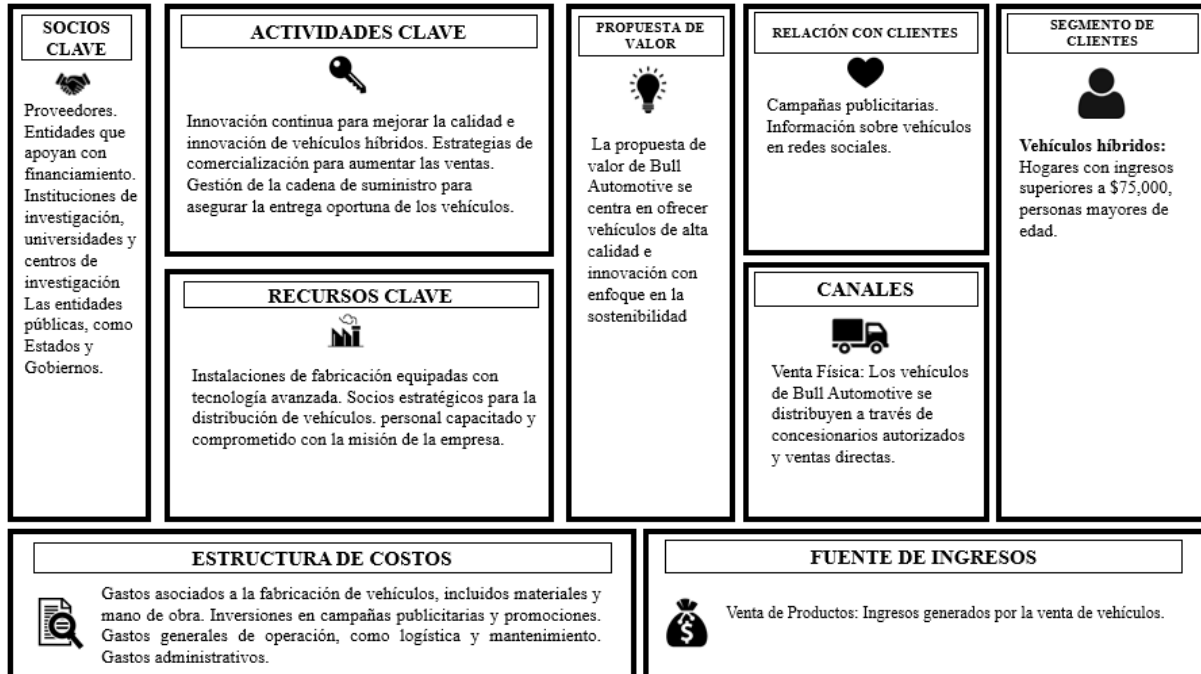 SOCIOS
CLAVE
Proveedores.
Entidades que
apoyan con
financiamiento.
Instituciones de
investigación,
universidades y
centros de
investigación
Las entidades
públicas, como
Estados y
Gobiernos.
ACTIVIDADES CLAVE
Innovación continua para mejorar la calidad e
innovación de vehículos híbridos. Estrategias de
comercialización para aumentar las ventas.
Gestión de la cadena de suministro para
asegurar la entrega oportuna de los vehículos.
RECURSOS CLAVE
Instalaciones de fabricación equipadas con
tecnología avanzada. Socios estratégicos para la
distribución de vehículos. personal capacitado y
comprometido con la misión de la empresa.
PROPUESTA DE
VALOR
La propuesta de
valor de Bull
Automotive se
centra en ofrecer
vehículos de alta
calidad e
innovación con
enfoque en la
sostenibilidad
RELACIÓN CON CLIENTES
Campañas publicitarias.
Información sobre vehículos
en redes sociales.
CANALES
Venta Física: Los vehículos
de Bull Automotive se
distribuyen a través de
concesionarios autorizados
y ventas directas.
SEGMENTO DE
CLIENTES
Vehículos híbridos:
Hogares con ingresos
superiores a $75,000,
personas mayores de
edad.
ESTRUCTURA DE COSTOS
Gastos asociados a la fabricación de vehículos, incluidos materiales y
mano de obra. Inversiones en campañas publicitarias y promociones.
Gastos generales de operación, como logística y mantenimiento.
Gastos administrativos.
FUENTE DE INGRESOS
$
Venta de Productos: Ingresos generados por la venta de vehículos.